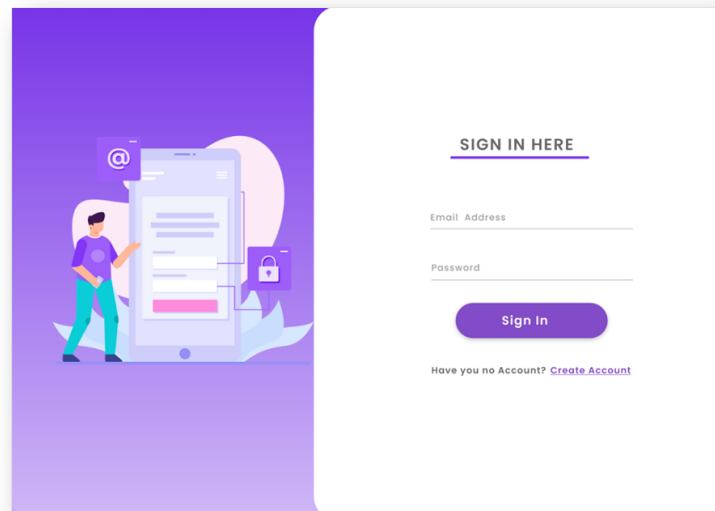 @
SIGN IN HERE
Email Address
Password
Sign In
Have you no Account? Create Account